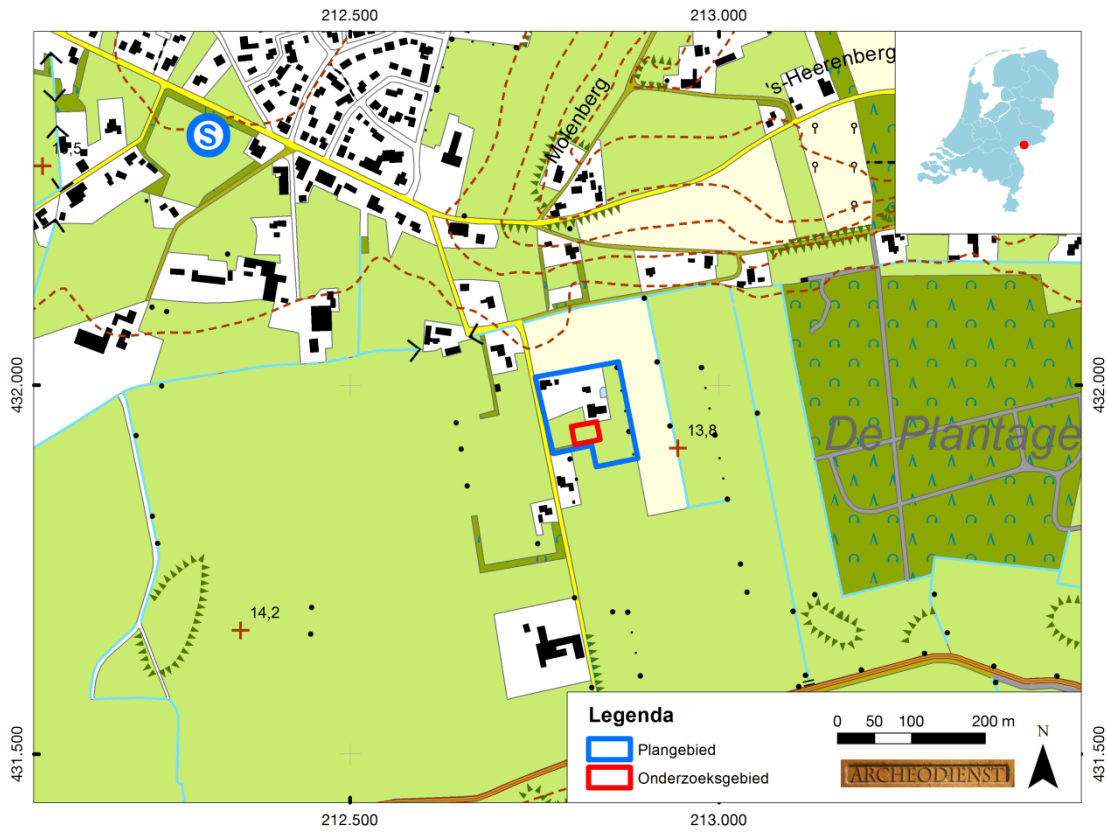 212.500
213.000
's-Heerenberg
Molenberg
S
432.000
432.000
De Plantage
13,8
14,2
Legenda
Plangebied
Onderzoeksgebied
0 50 100 200 m
N
ARCHEODIENST
431.500
431.500
212.500
213.000